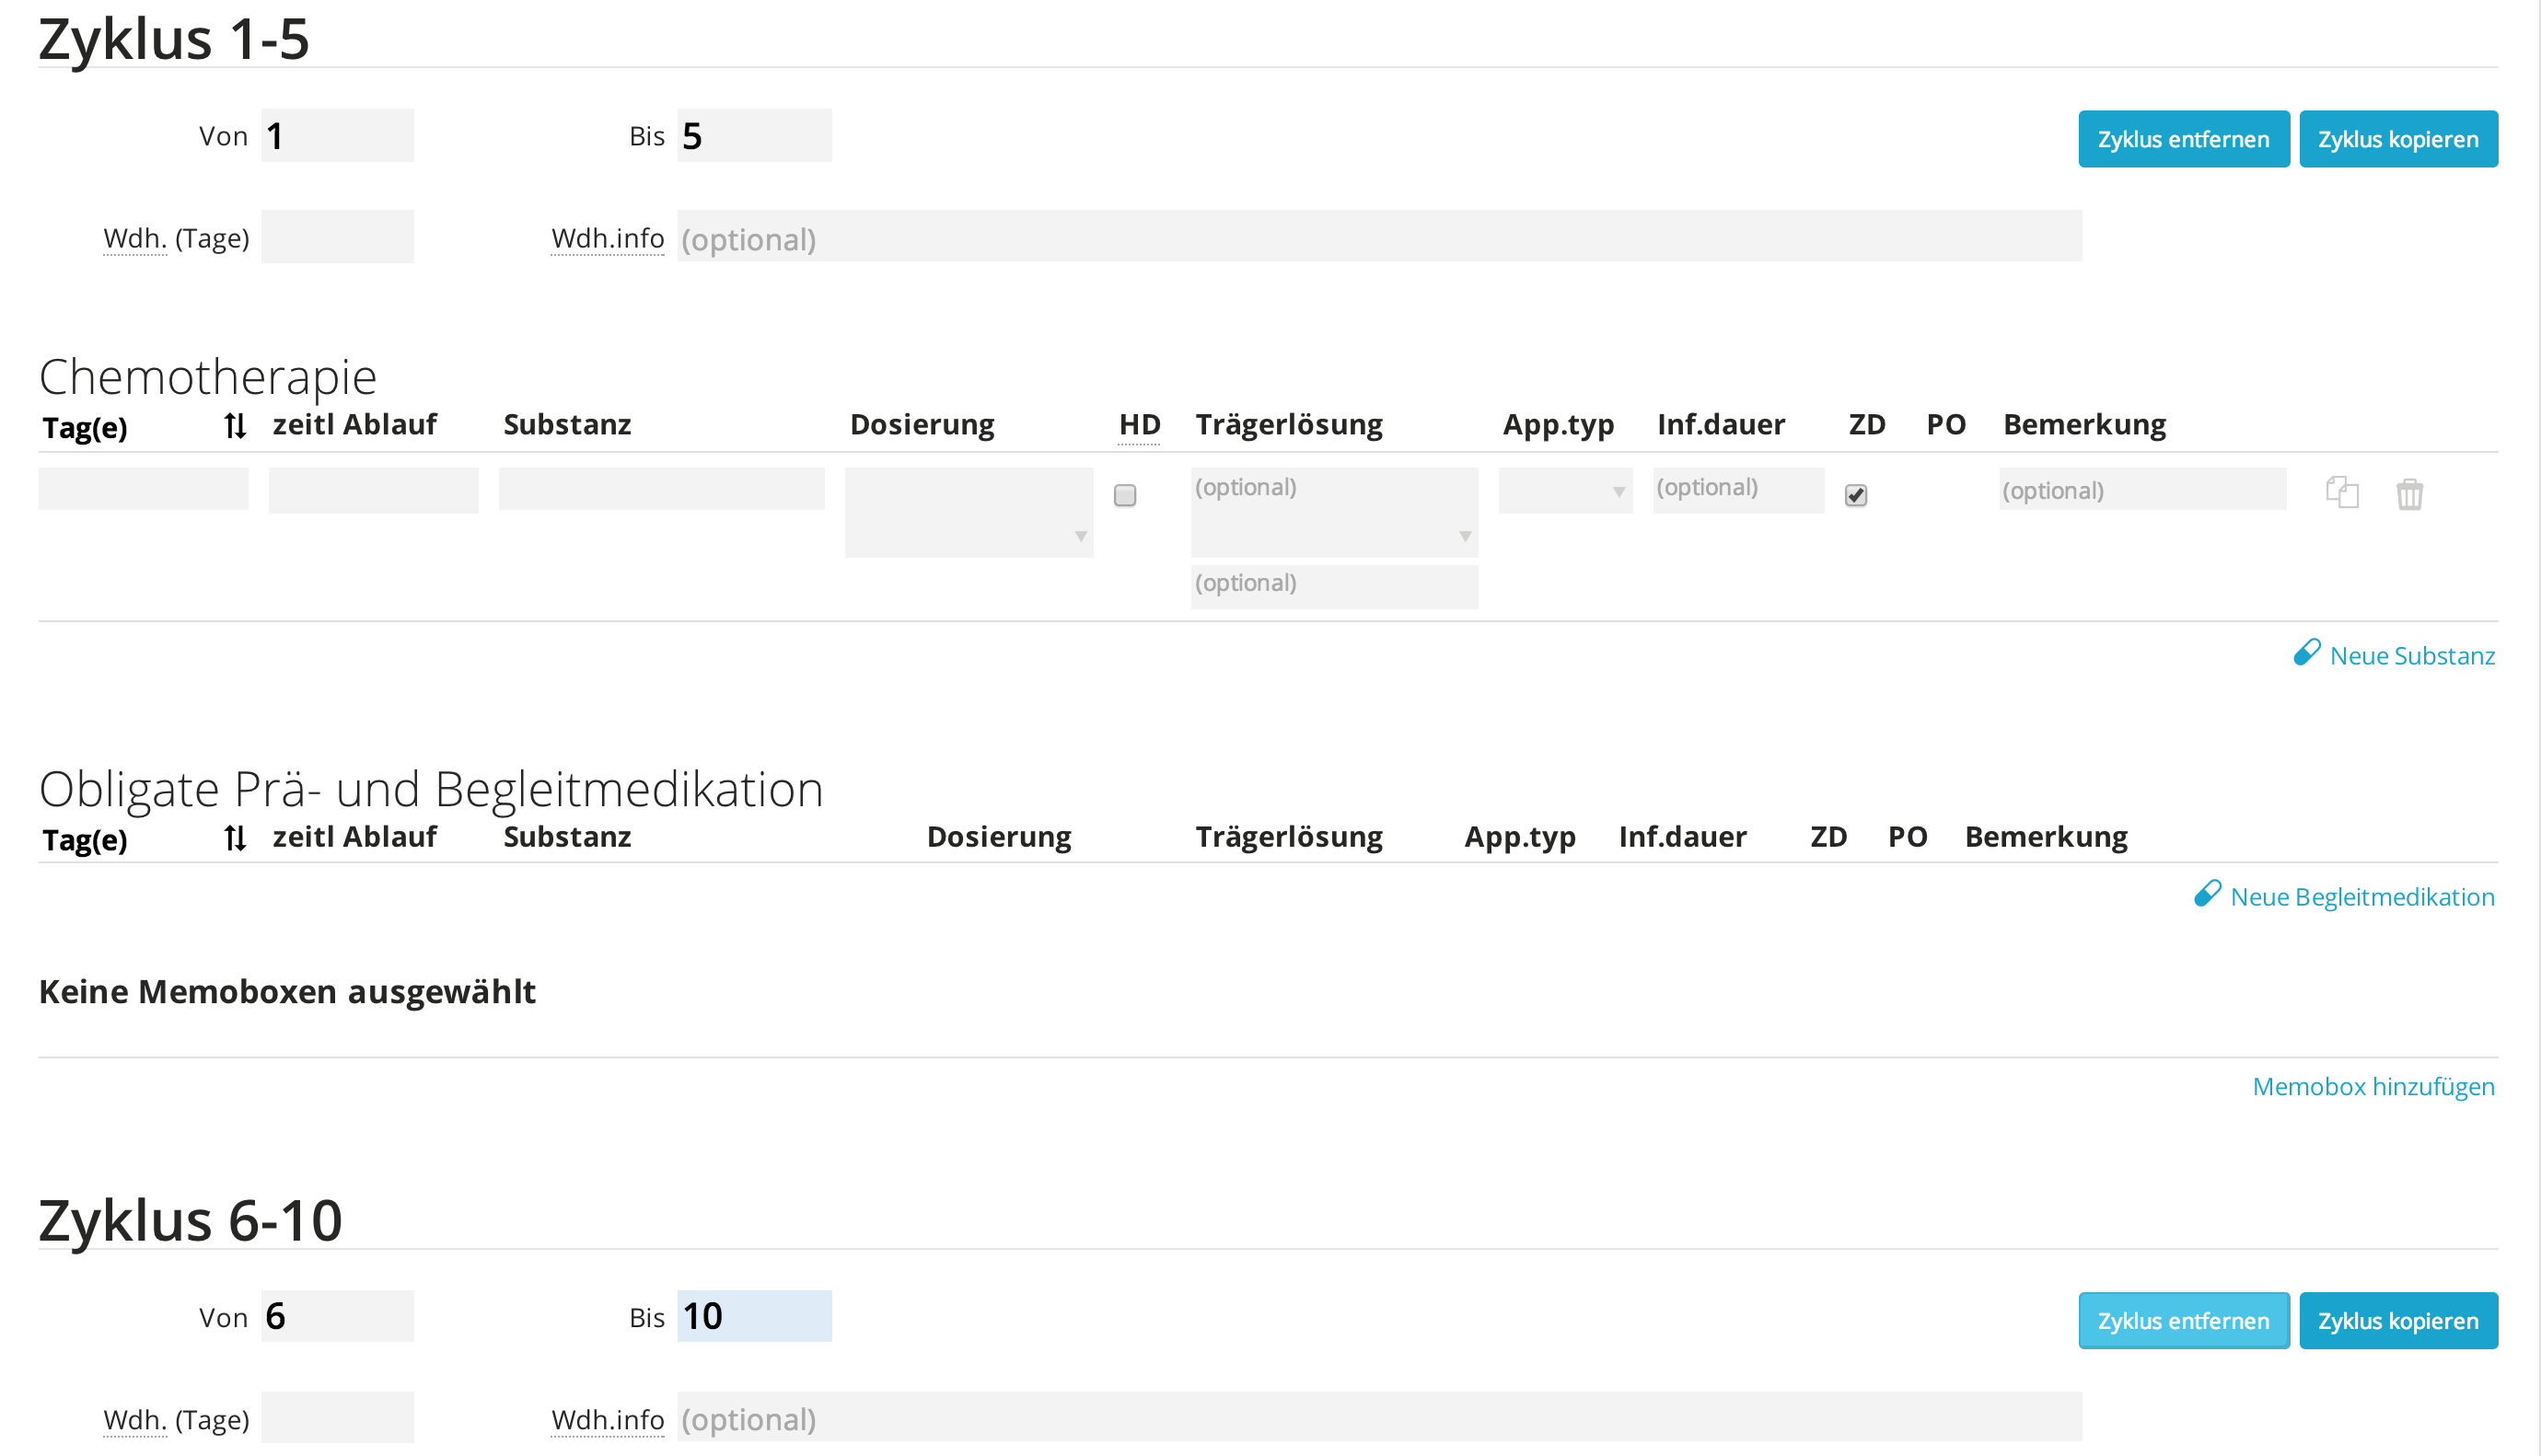 Zyklus 1-5
Von 1 Bis 5 Zyklus entfernen Zyklus kopieren
Wdh. (Tage) Wdh.info (optional)
Chemotherapie
Tag(e) zeitl Ablauf Substanz Dosierung HD Trägerlösung App.typ Inf.dauer ZD PO Bemerkung
(optional) (optional) (optional)
(optional)
Neue Substanz
Obligate Prä- und Begleitmedikation
Tag(e) zeitl Ablauf Substanz Dosierung Trägerlösung App.typ Inf.dauer ZD PO Bemerkung
Neue Begleitmedikation
Keine Memoboxen ausgewählt
Memobox hinzufügen
Zyklus 6-10
Von 6 Bis 10 Zyklus entfernen Zyklus kopieren
Wdh. (Tage) Wdh.info (optional)